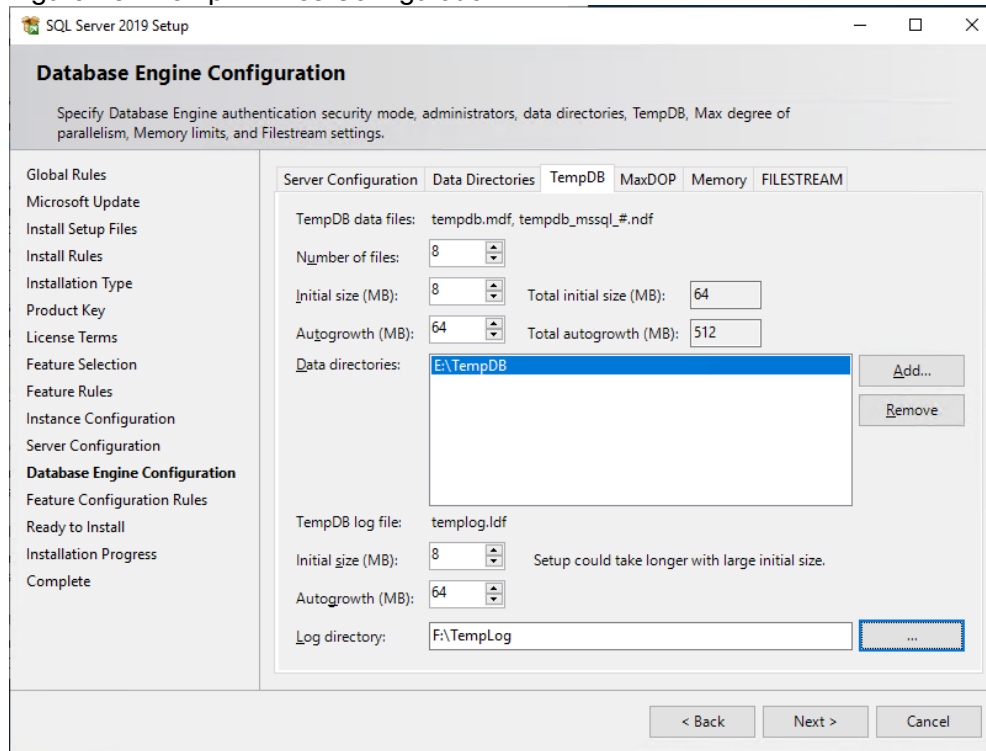 SQL Server 2019 Setup
Database Engine Configuration
Specify Database Engine authentication security mode, administrators, data directories, TempDB, Max degree of
parallelism, Memory limits, and Filestream settings.
Global Rules
Microsoft Update
Install Setup Files
Install Rules
Installation Type
Product Key
License Terms
Feature Selection
Feature Rules
Instance Configuration
Server Configuration
Database Engine Configuration
Feature Configuration Rules
Ready to Install
Installation Progress
Complete
Server Configuration Data Directories TempDB MaxDOP Memory FILESTREAM
TempDB data files: tempdb.mdf, tempdb_mssql_#.ndf
Number of files: 8
Initial size (MB): 8 Total initial size (MB): 64
Autogrowth (MB): 64 Total autogrowth (MB): 512
Data directories: E:\TempDB Add...
Remove
TempDB log file: templog.ldf
Initial size (MB): 8 Setup could take longer with large initial size.
Autogrowth (MB): 64
Log directory: F:\TempLog ...
< Back Next > Cancel